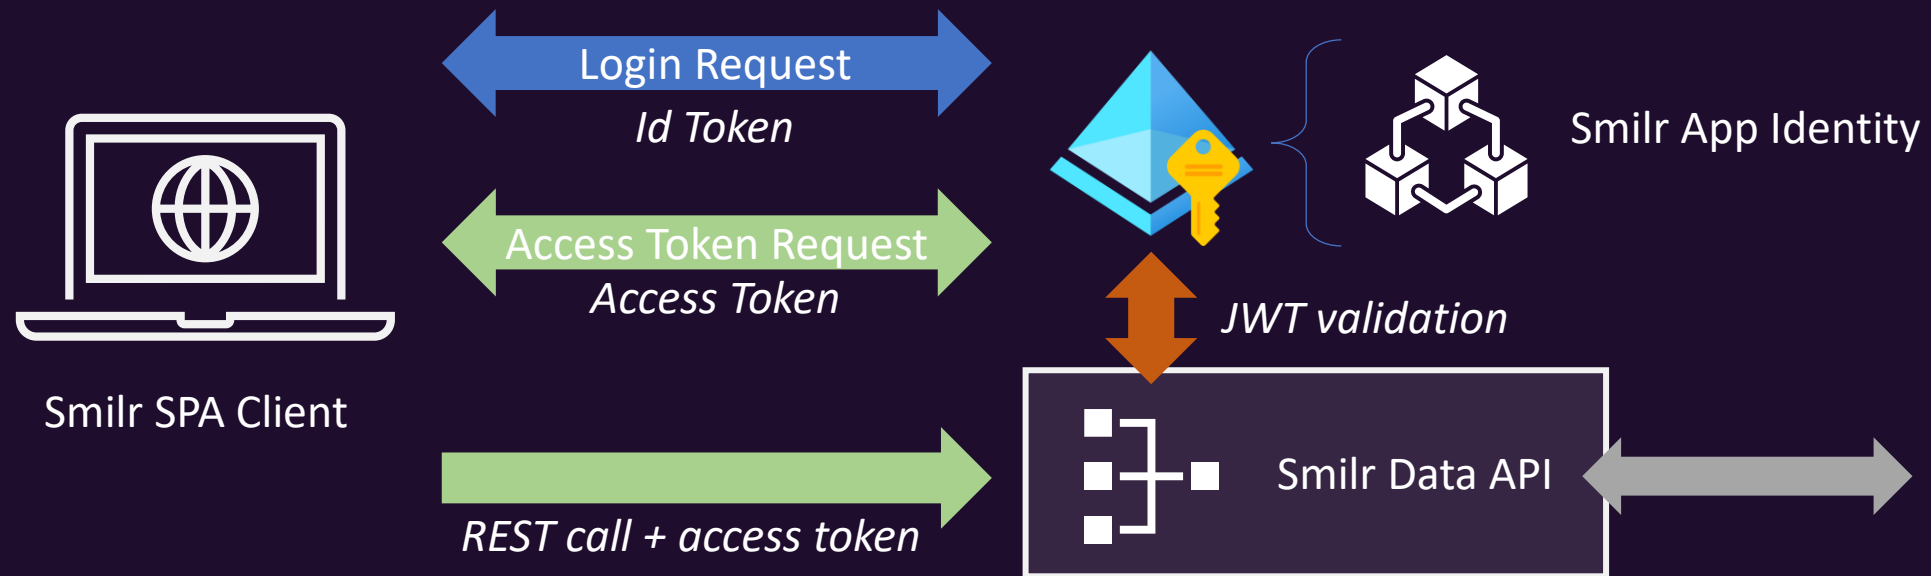 Login Request
Id Token
Smilr App Identity
Access Token Request
Access Token
JWT validation
Smilr SPA Client
Smilr Data API
REST call + access token